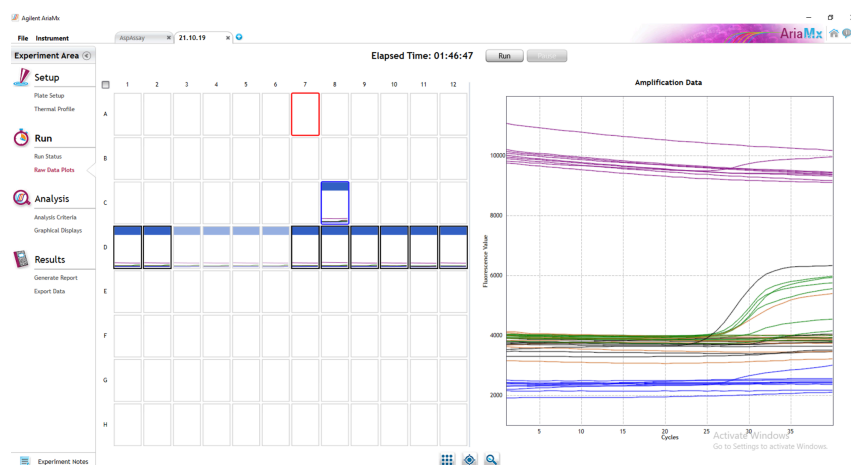 Agilent AriaMx
File Instrument
AspAssay × 21.10.19 ×
AriaMx
Experiment Area
Elapsed Time: 01:46:47 Run
Setup
Plate Setup
Thermal Profile
Run
Run Status
Raw Data Plots
Analysis
Analysis Criteria
Graphical Displays
Results
Generate Report
Export Data
Experiment Notes
1 2 3 4 5 6 7 8 9 10 11 12
A
B
C
D
E
F
G
H
Amplification Data
Fluorescence Value
10000
8000
6000
4000
2000
5 10 15 20 25 30 35
Cycles
Activate Windows
Go to Settings to activate Windows.